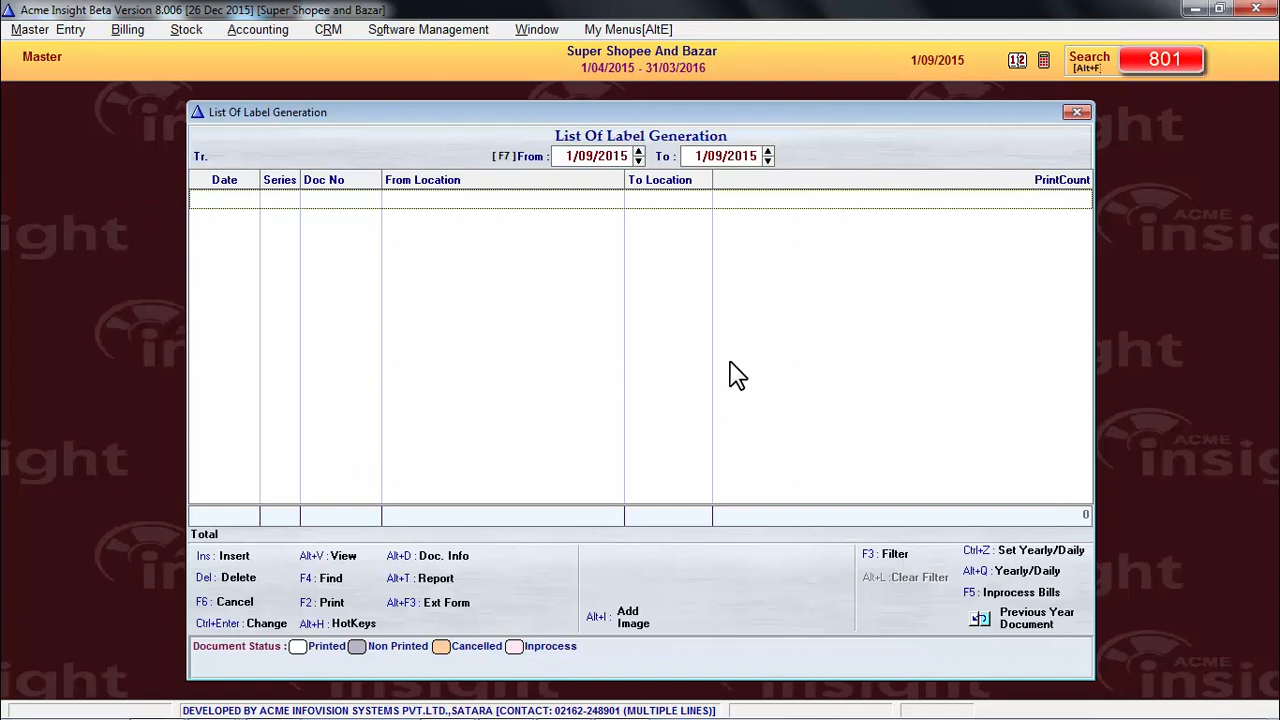 Acme Insight Beta Version 8.006 [26 Dec 2015] [Super Shopee and Bazar]
Master Entry Billing Stock Accounting CRM Software Management Window My Menus[AltE]
Master
Super Shopee And Bazar
1/04/2015 - 31/03/2016
1/09/2015
Search
[Alt+F]
801
List Of Label Generation
List Of Label Generation
Tr. [ F7 ]From : 1/09/2015 To : 1/09/2015
Date Series Doc No From Location To Location PrintCount
0
Total
Ins : Insert Alt+V : View Alt+D : Doc. Info F3 : Filter Ctrl+Z : Set Yearly/Daily
Del : Delete F4 : Find Alt+T : Report Alt+L :Clear Filter Alt+Q : Yearly/Daily
F6 : Cancel F2 : Print Alt+F3 : Ext Form F5 : Inprocess Bills
Ctrl+Enter : Change Alt+H : HotKeys Alt+I : Add Image Previous Year Document
Document Status : Printed Non Printed Cancelled Inprocess
DEVELOPED BY ACME INFOVISION SYSTEMS PVT.LTD.,SATARA [CONTACT: 02162-248901 (MULTIPLE LINES)]